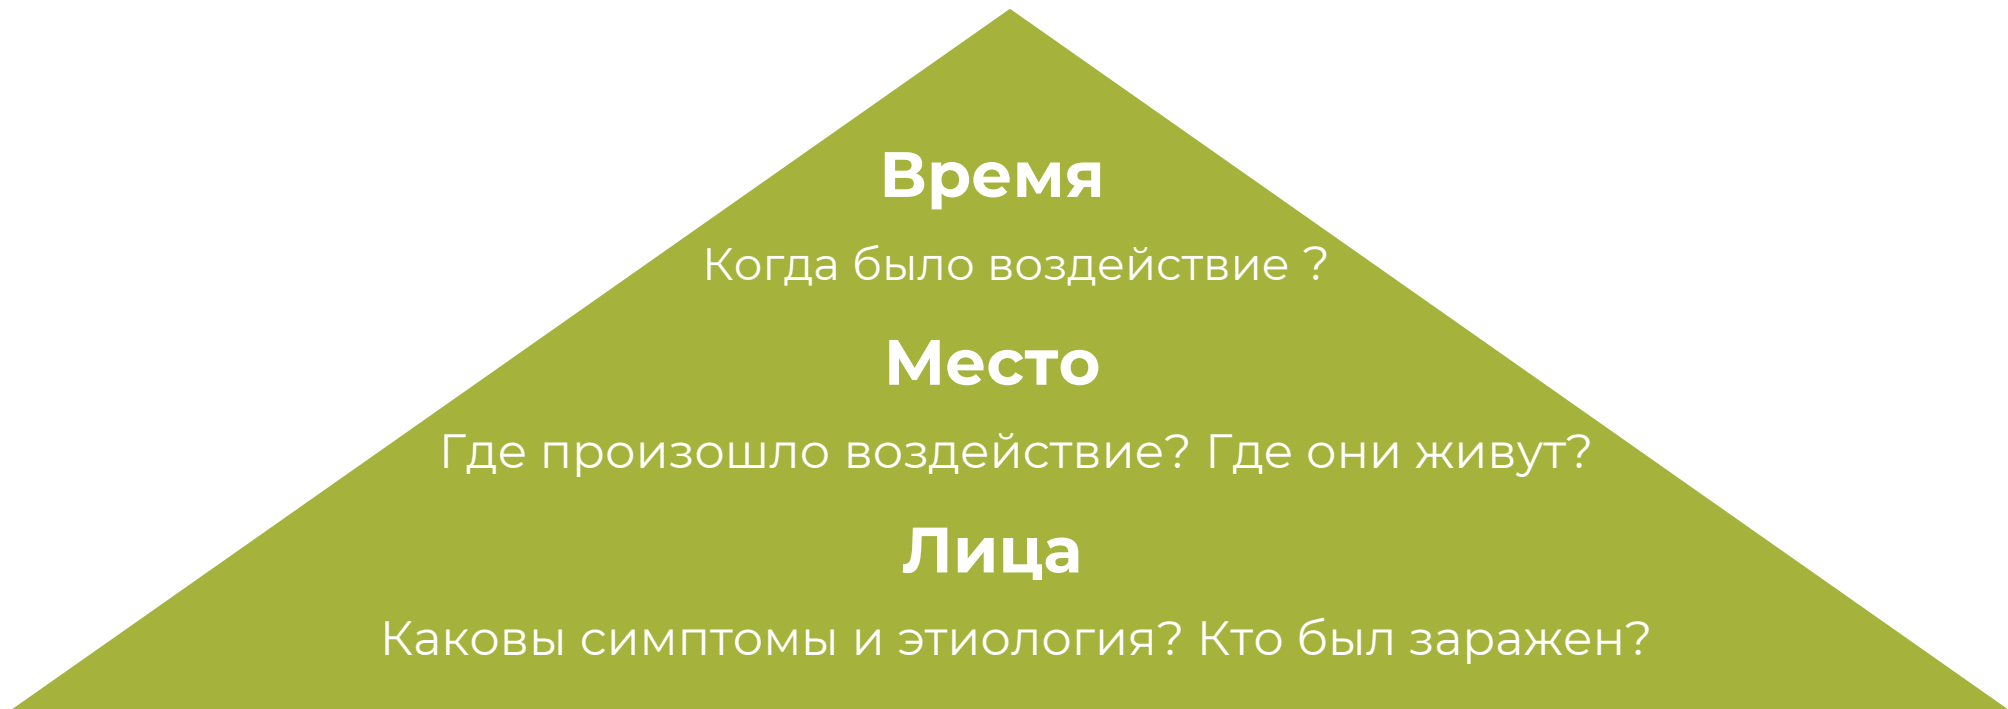 Время
Когда было воздействие ?
Место
Где произошло воздействие? Где они живут?
Лица
Каковы симптомы и этиология? Кто был заражен?